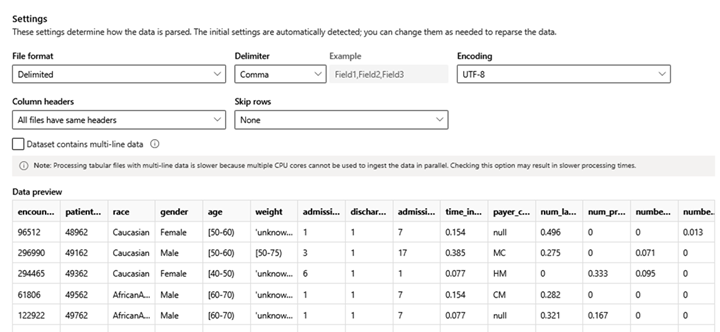 Settings
These settings determine how the data is parsed. The initial settings are automatically detected; you can change them as needed to reparse the data.
File format Delimiter Example Encoding
Delimited Comma Field1,Field2,Field3 UTF-8
Column headers Skip rows
All files have same headers None
Dataset contains multi-line data
Note: Processing tabular files with multi-line data is slower because multiple CPU cores cannot be used to ingest the data in parallel. Checking this option may result in slower processing times.
Data preview
encoun... patient... race gender age weight admissi... dischar... admissi... time_in... payer_c... num_la... num_pr... numbe... numbe...
96512 48962 Caucasian Female [50-60) 'unknow... 1 1 7 0.154 null 0.496 0 0 0.013
296990 49162 Caucasian Male [50-60) [50-75) 3 1 17 0.385 MC 0.275 0 0.071 0
294465 49362 Caucasian Female [40-50) 'unknow... 6 1 1 0.077 HM 0 0.333 0.095 0
61806 49562 AfricanA... Male [60-70) 'unknow... 1 1 7 0.154 CM 0.282 0 0 0
122922 49762 AfricanA... Male [60-70) 'unknow... 1 1 7 0.077 null 0.321 0.167 0 0